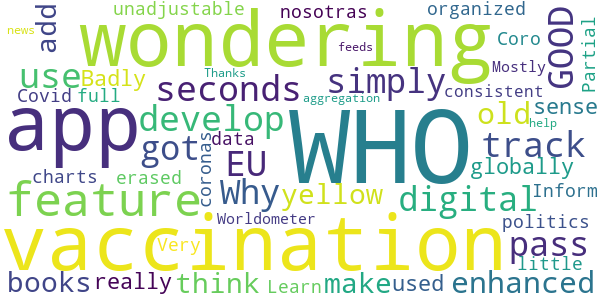 unadjustable nosotras organized
add wondering GOOD Partial
news feeds Coro
use Badly Thanks seconds simply Mostly
Covid full aggregation consistent
app develop WHO old sense
got data help
coronas EU track
charts erased Why yellow globally
feature digital Inform
Worldometer politics
vaccination Very pass
little
books really think Learn make used enhanced